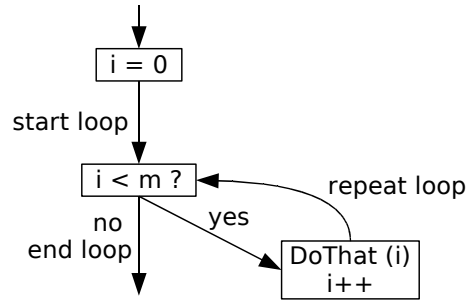 i = 0
start loop
i < m ?
repeat loop
no
yes
end loop
DoThat (i)
i++